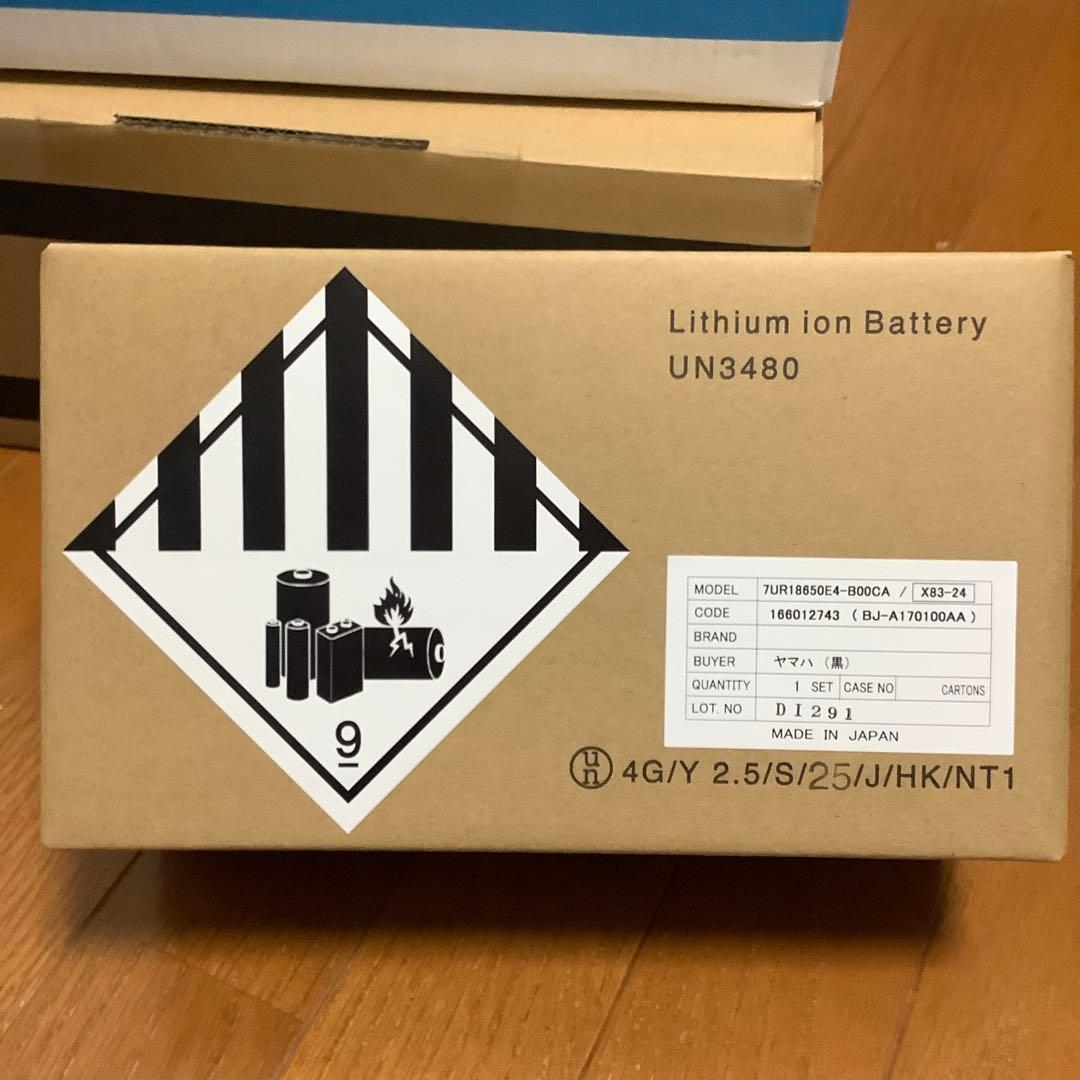 Lithium ion Battery
UN3480
MODEL 7UR18650E4-B00CA / X83-24
CODE 166012743 ( BJ-A170100AA )
BRAND
BUYER ヤマハ (黒)
QUANTITY 1 SET CASE NO CARTONS
LOT. NO DI291
MADE IN JAPAN
9
un 4G/Y 2.5/S/25/J/HK/NT1